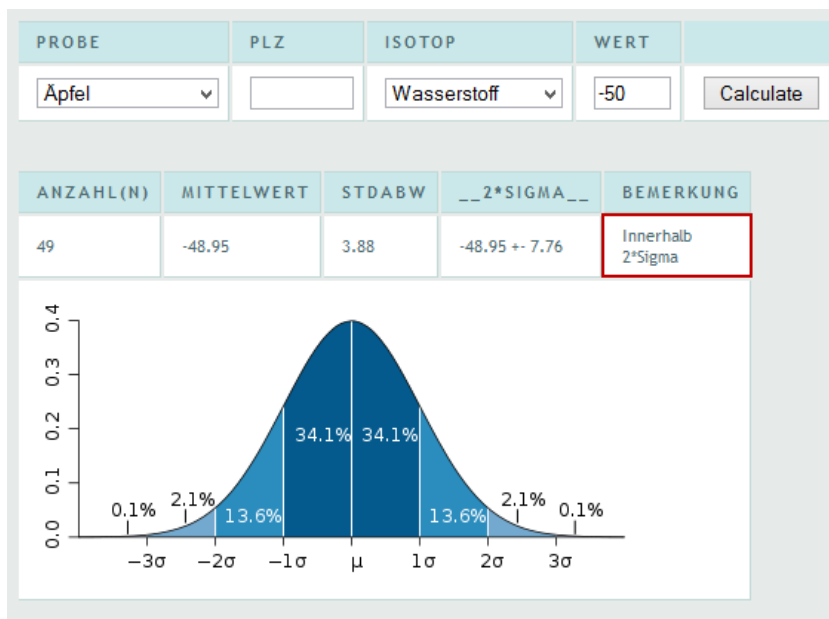 PROBE PLZ ISOTOP WERT
Äpfel Wasserstoff -50 Calculate
ANZAHL(N) MITTELWERT STDABW __2*SIGMA__ BEMERKUNG
49 -48.95 3.88 -48.95 +- 7.76 Innerhalb
2*Sigma
0.4
0.3
0.2
0.1
0.0
34.1% 34.1%
0.1% 2.1% 13.6% 13.6% 2.1% 0.1%
−3σ −2σ −1σ μ 1σ 2σ 3σ